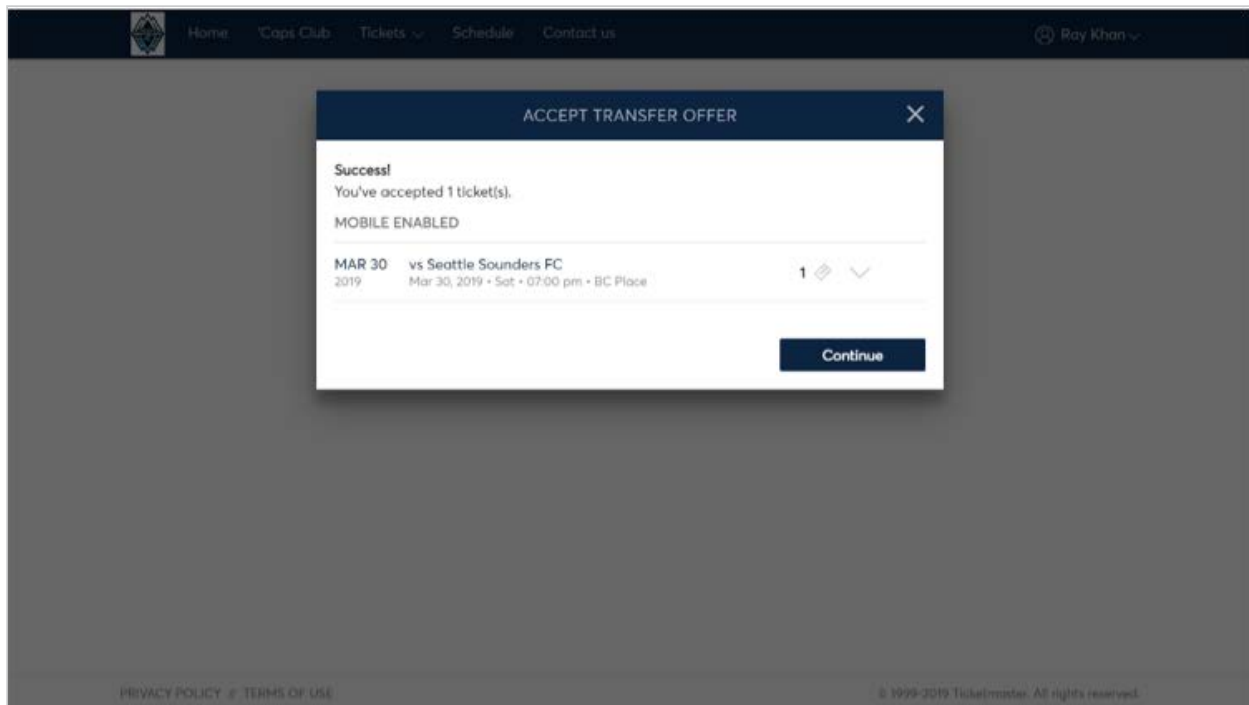 Home 'Caps Club Tickets Schedule Contact us Ray Khan
ACCEPT TRANSFER OFFER
Success!
You've accepted 1 ticket(s).
MOBILE ENABLED
MAR 30 vs Seattle Sounders FC
2019 Mar 30, 2019 • Sat • 07:00 pm • BC Place
1
Continue
PRIVACY POLICY // TERMS OF USE © 1999-2019 Ticketmaster. All rights reserved.